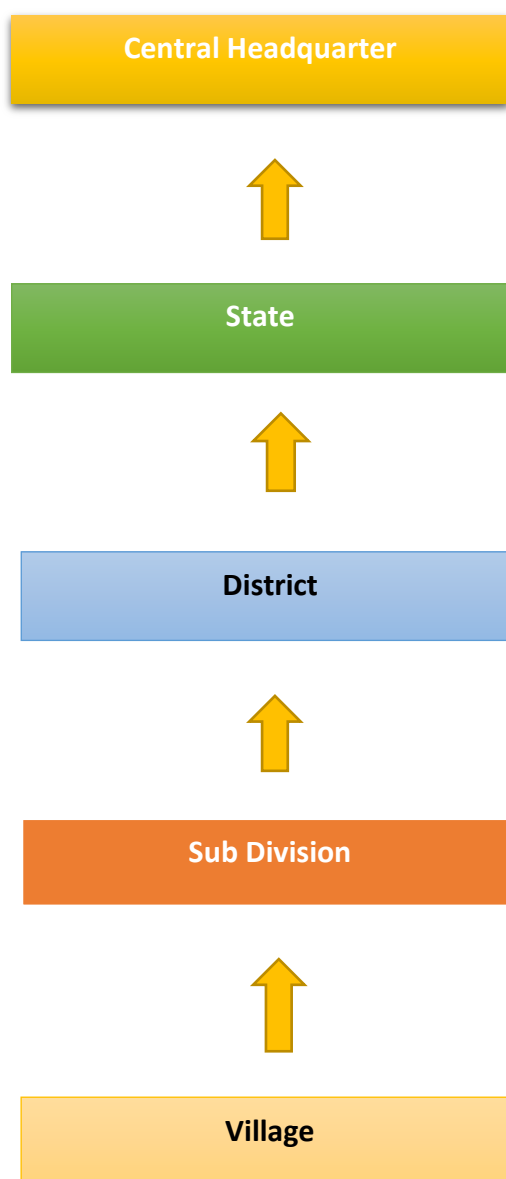 Central Headquarter
State
District
Sub Division
Village